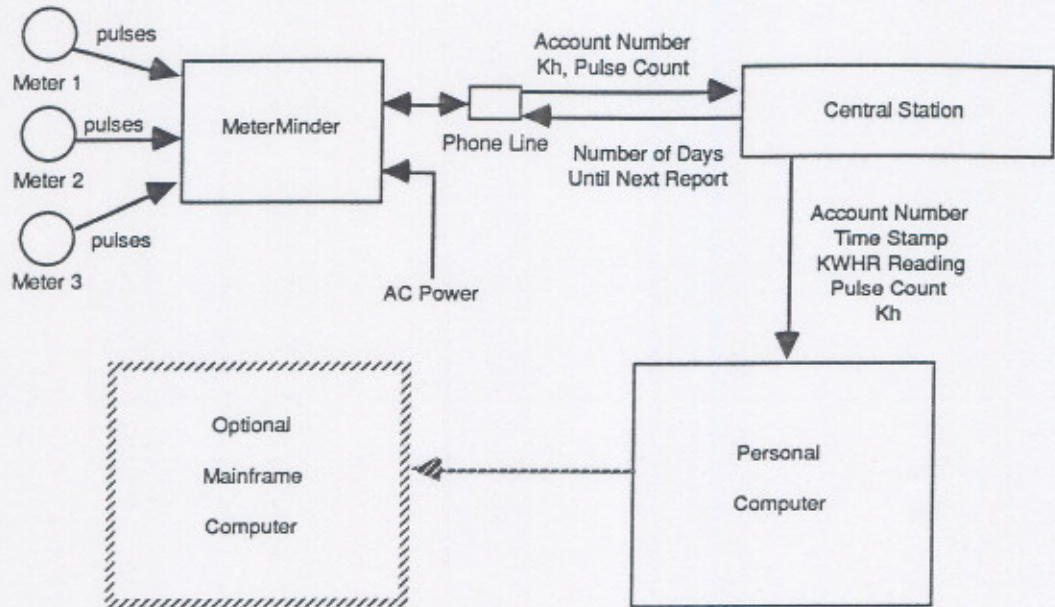 pulses
Meter 1
pulses
Meter 2
pulses
Meter 3
MeterMinder
Phone Line
AC Power
Account Number
Kh, Pulse Count
Number of Days
Until Next Report
Central Station
Account Number
Time Stamp
KWHR Reading
Pulse Count
Kh
Optional
Mainframe
Computer
Personal
Computer